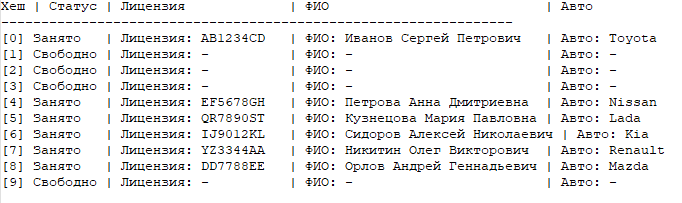 Хеш | Статус | Лицензия | ФИО | Авто
----------------------------------------------------------------
[0] Занято | Лицензия: AB1234CD | ФИО: Иванов Сергей Петрович | Авто: Toyota
[1] Свободно | Лицензия: - | ФИО: - | Авто: -
[2] Свободно | Лицензия: - | ФИО: - | Авто: -
[3] Свободно | Лицензия: - | ФИО: - | Авто: -
[4] Занято | Лицензия: EF5678GH | ФИО: Петрова Анна Дмитриевна | Авто: Nissan
[5] Занято | Лицензия: QR7890ST | ФИО: Кузнецова Мария Павловна | Авто: Lada
[6] Занято | Лицензия: IJ9012KL | ФИО: Сидоров Алексей Николаевич | Авто: Kia
[7] Занято | Лицензия: YZ3344AA | ФИО: Никитин Олег Викторович | Авто: Renault
[8] Занято | Лицензия: DD7788EE | ФИО: Орлов Андрей Геннадьевич | Авто: Mazda
[9] Свободно | Лицензия: - | ФИО: - | Авто: -